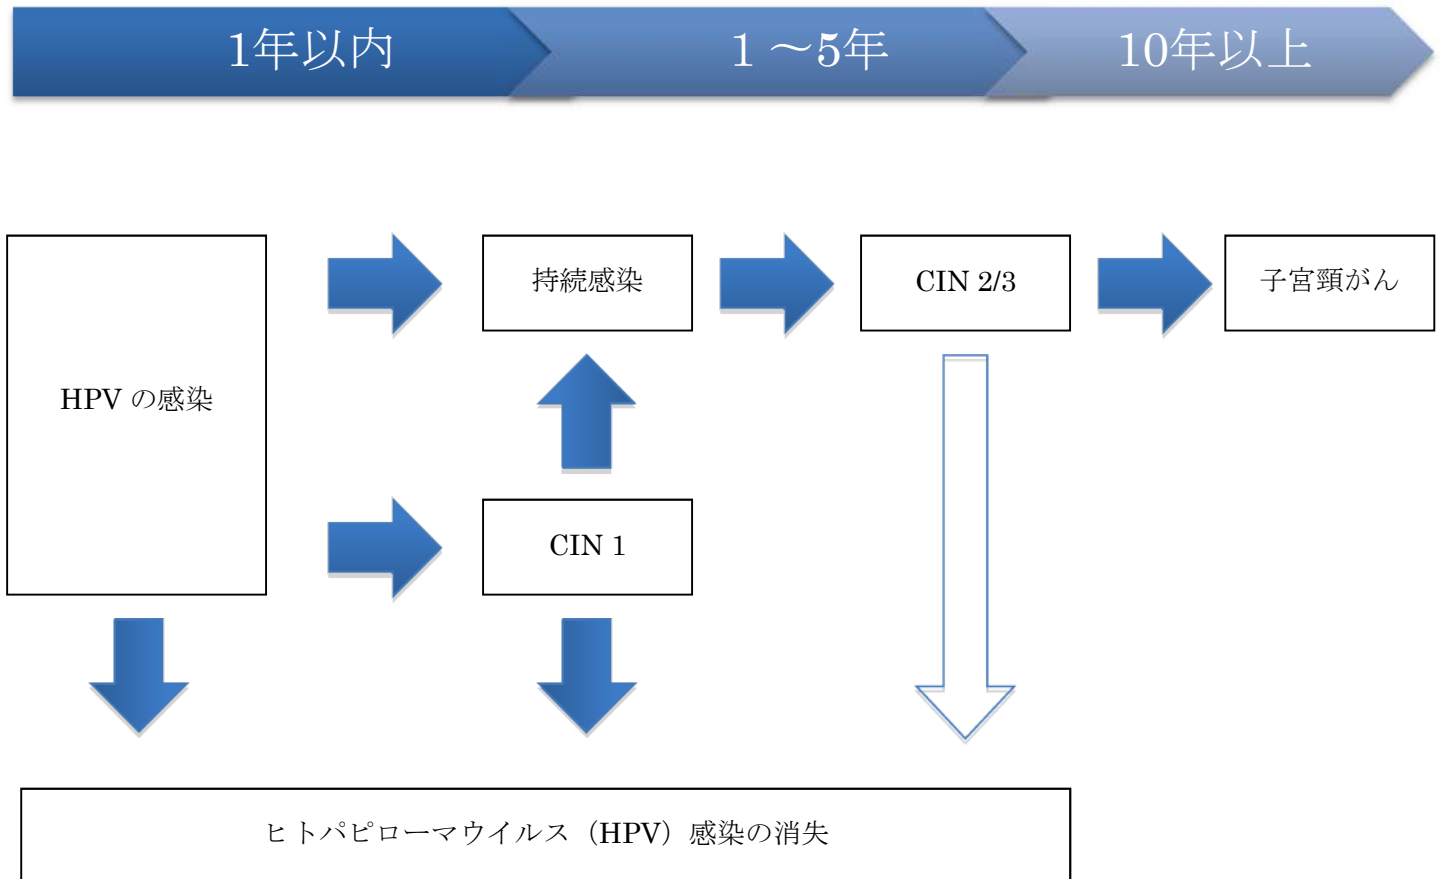 1年以内
1～5年
10年以上
HPV の感染
持続感染
CIN 2/3
子宮頸がん
CIN 1
ヒトパピローマウイルス（HPV）感染の消失